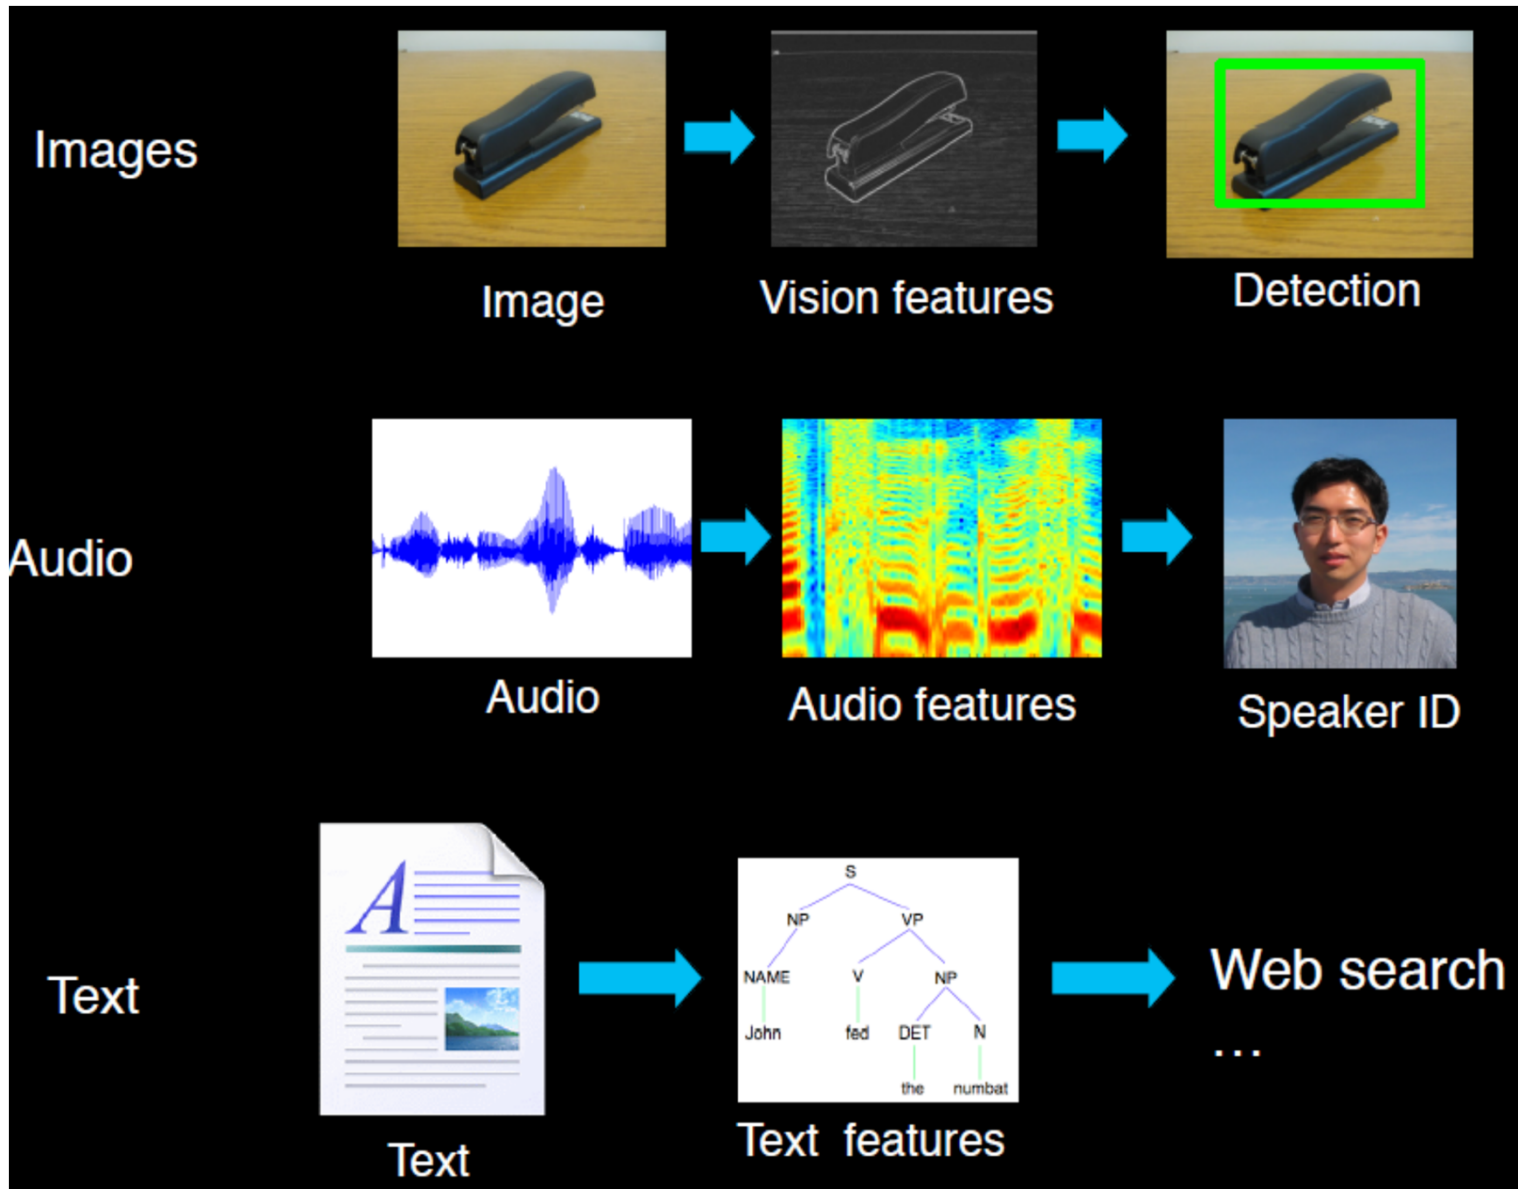 Images
Image
Vision features
Detection
Audio
Audio
Audio features
Speaker ID
Text
A
Text
S
NP VP
NAME V NP
John fed DET N
the numbat
Text features
Web search
...